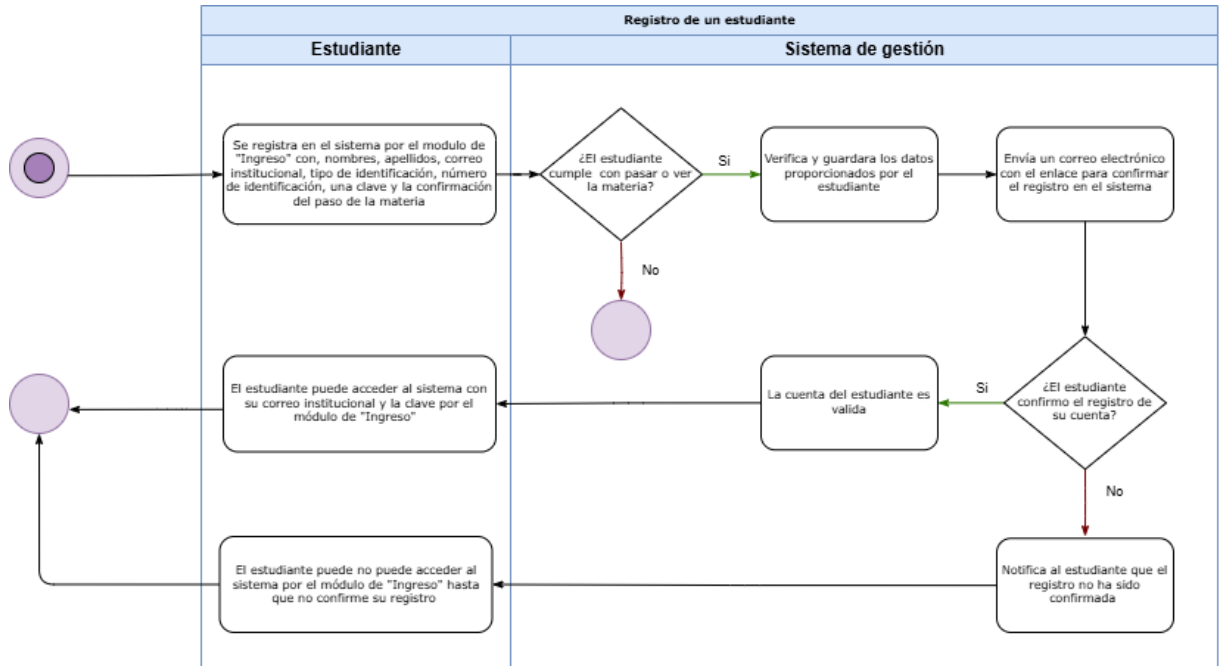 Registro de un estudiante
Estudiante
Sistema de gestión
Se registra en el sistema por el modulo de
"Ingreso" con, nombres, apellidos, correo
institucional, tipo de identificación, número
de identificación, una clave y la confirmación
del paso de la materia
¿El estudiante
cumple con pasar o ver
la materia?
Si
Verifica y guardara los datos
proporcionados por el
estudiante
Envía un correo electrónico
con el enlace para confirmar
el registro en el sistema
No
El estudiante puede acceder al sistema con
su correo institucional y la clave por el
módulo de "Ingreso"
La cuenta del estudiante es
valida
Si
¿El estudiante
confirmo el registro de
su cuenta?
No
El estudiante puede no puede acceder al
sistema por el módulo de "Ingreso" hasta
que no confirme su registro
Notifica al estudiante que el
registro no ha sido
confirmada